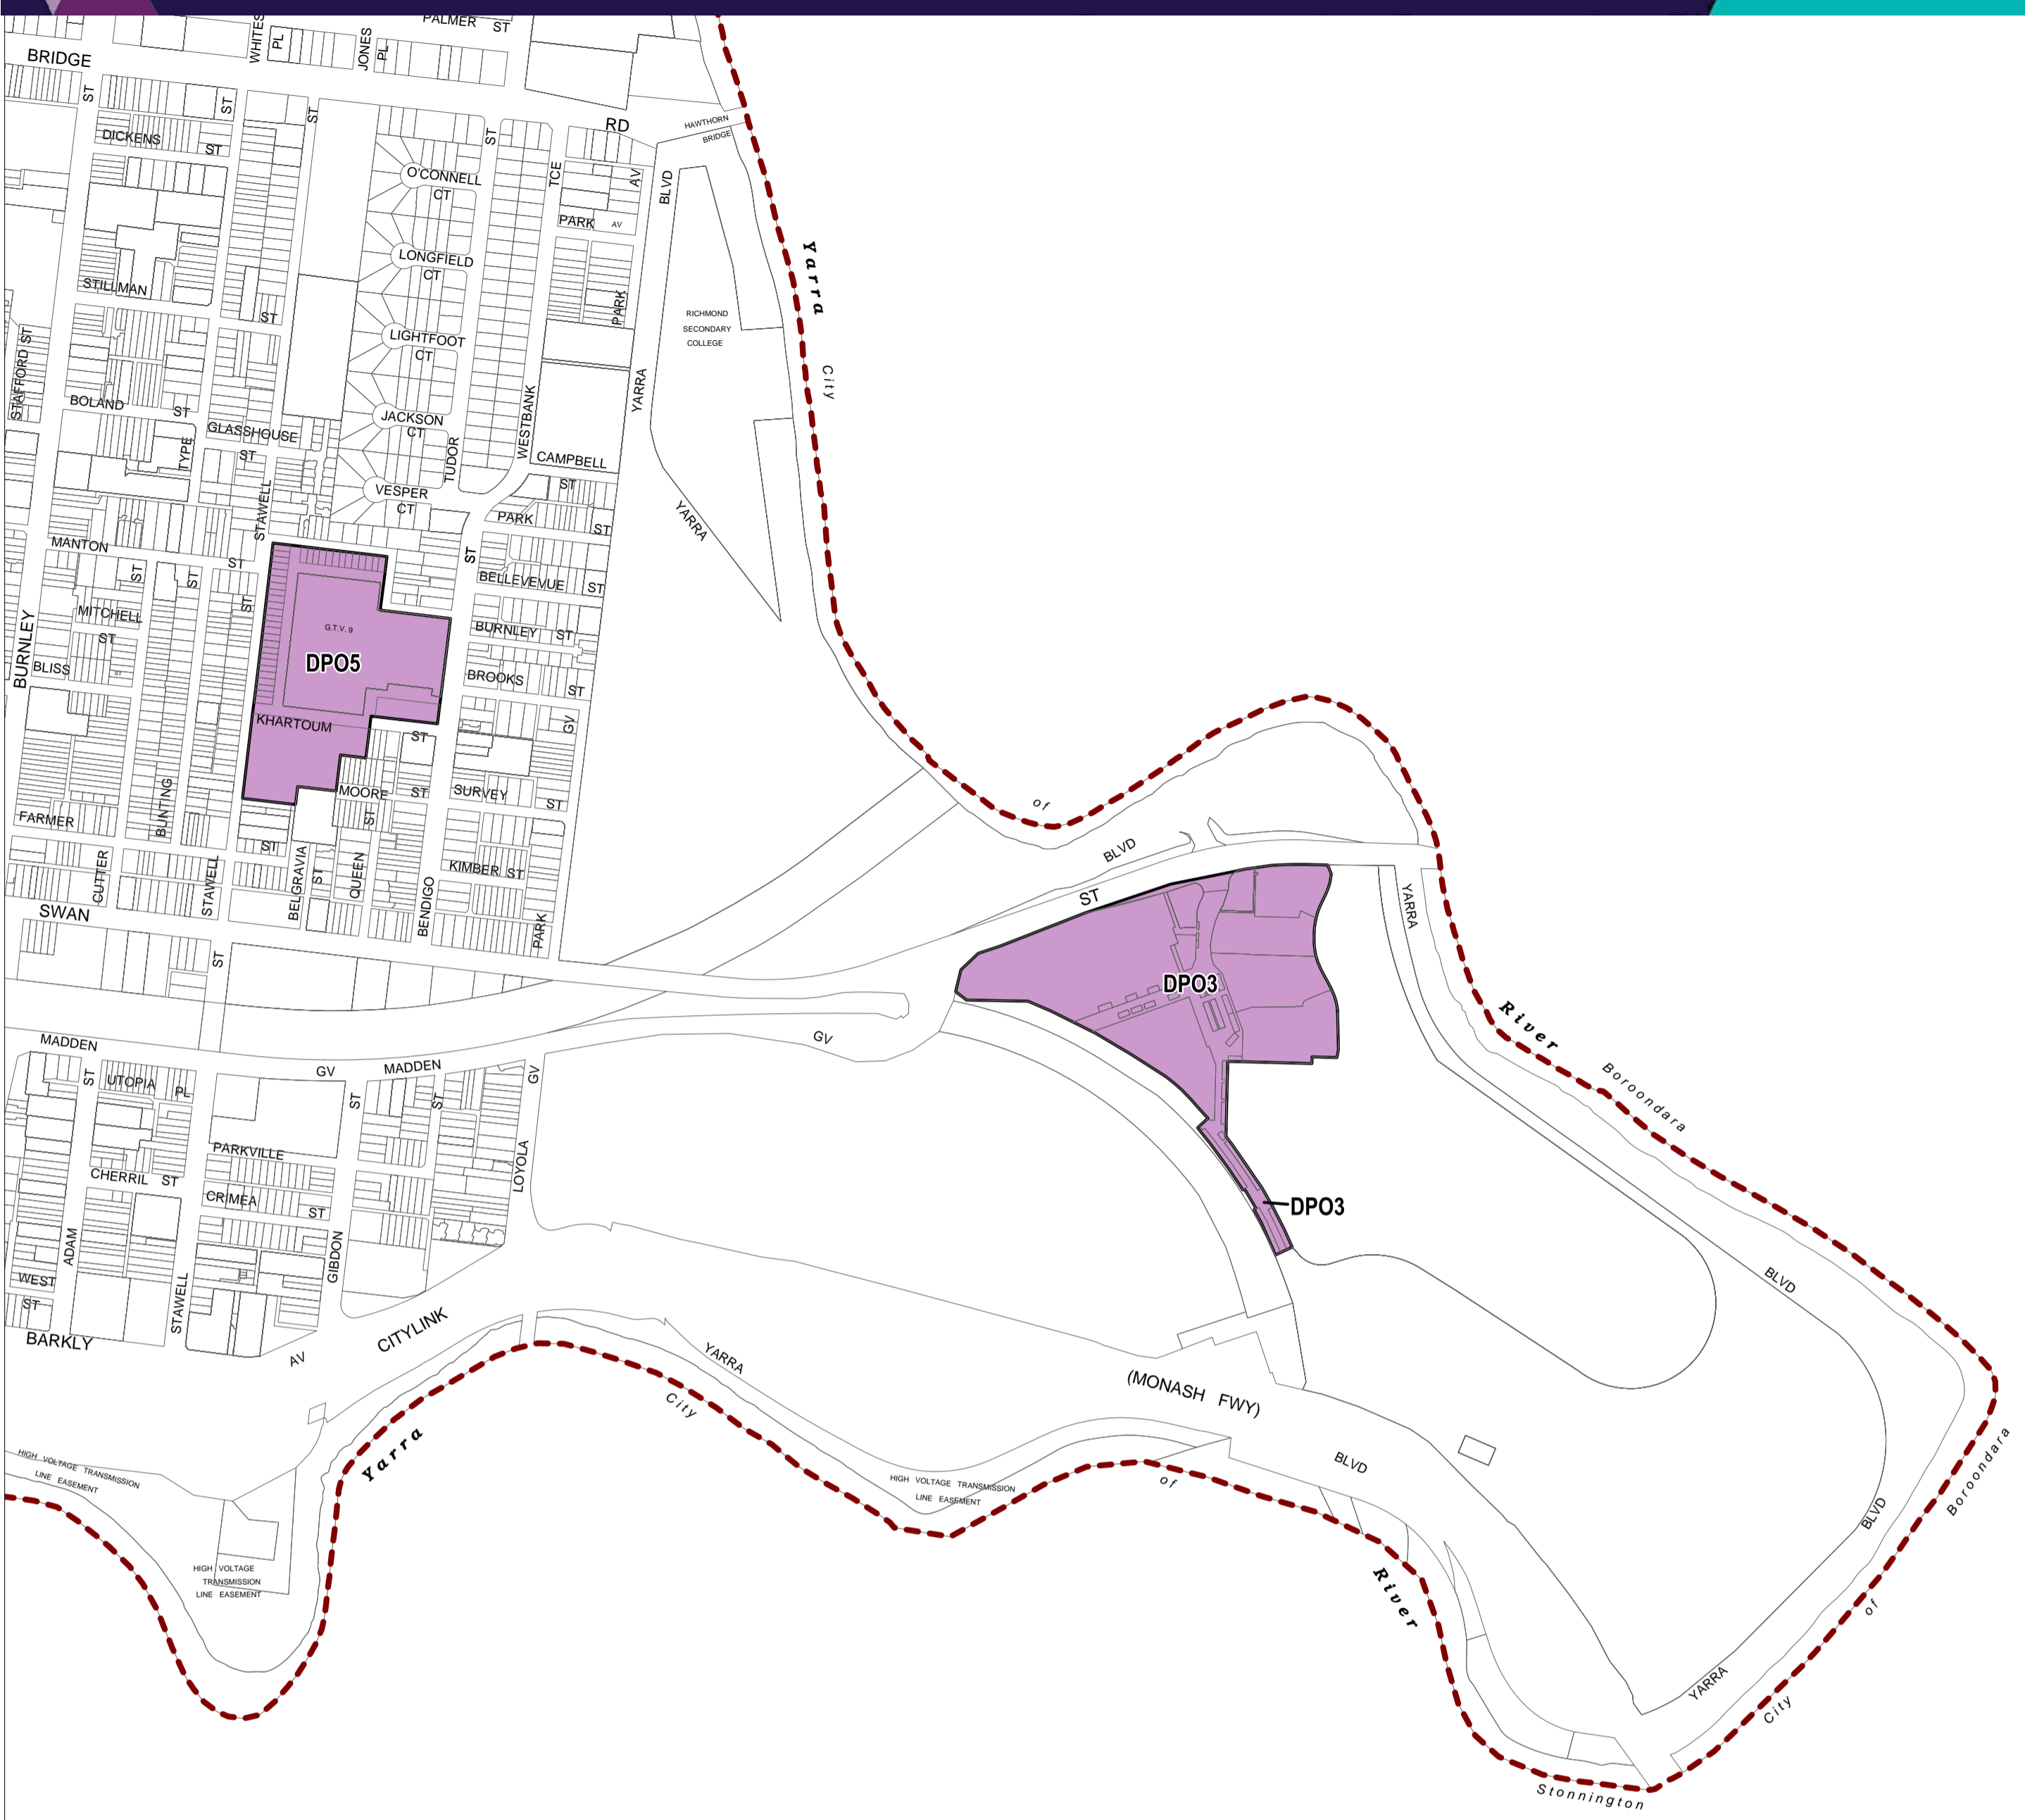 PALMER ST
WHITES
PL
JONES
PL
BRIDGE
ST
ST
ST
RD
HAWTHORN
BRIDGE
DICKENS
ST
ST
TCE
O'CONNELL
CT
AV
BLVD
PARK
AV
LONGFIELD
CT
Yarra
STILLMAN
ST
PARK
RICHMOND
SECONDARY
COLLEGE
LIGHTFOOT
CT
STAFFORD ST
City
YARRA
BOLAND
ST
JACKSON
CT
WESTBANK
GLASSHOUSE
ST
TYPE
TUDOR
CAMPBELL
ST
VESPER
CT
STAWELL
PARK
ST
YARRA
MANTON
ST
ST
ST
ST
ST
BELLEVEVUE
ST
MITCHELL
ST
BURNLEY
G.T.V. 9
BURNLEY ST
DPO5
BLISS
ST
BROOKS
ST
KHARTOUM
ST
GV
MOORE
ST
ST
SURVEY
ST
BUNTING
FARMER
ST
of
BLVD
KIMBER ST
CUTTER
STAWELL
BELGRAVIA
ST
QUEEN
BENDIGO
PARK
SWAN
ST
ST
YARRA
DPO3
River
MADDEN
GV
GV
MADDEN
GV
Boroondara
ST
UTOPIA
PL
ST
ST
PARKVILLE
LOYOLA
CHERRIL
ST
CRIMEA
ST
DPO3
ADAM
GIBDON
WEST
ST
STAWELL
BLVD
BARKLY
AV
CITYLINK
YARRA
(MONASH FWY)
City
Yarra
BLVD
HIGH VOLTAGE TRANSMISSION
LINE EASEMENT
HIGH VOLTAGE TRANSMISSION
LINE EASEMENT
of
Boroondara
BLVD
HIGH VOLTAGE
TRANSMISSION
LINE EASEMENT
River
of
YARRA
City
Stonnington